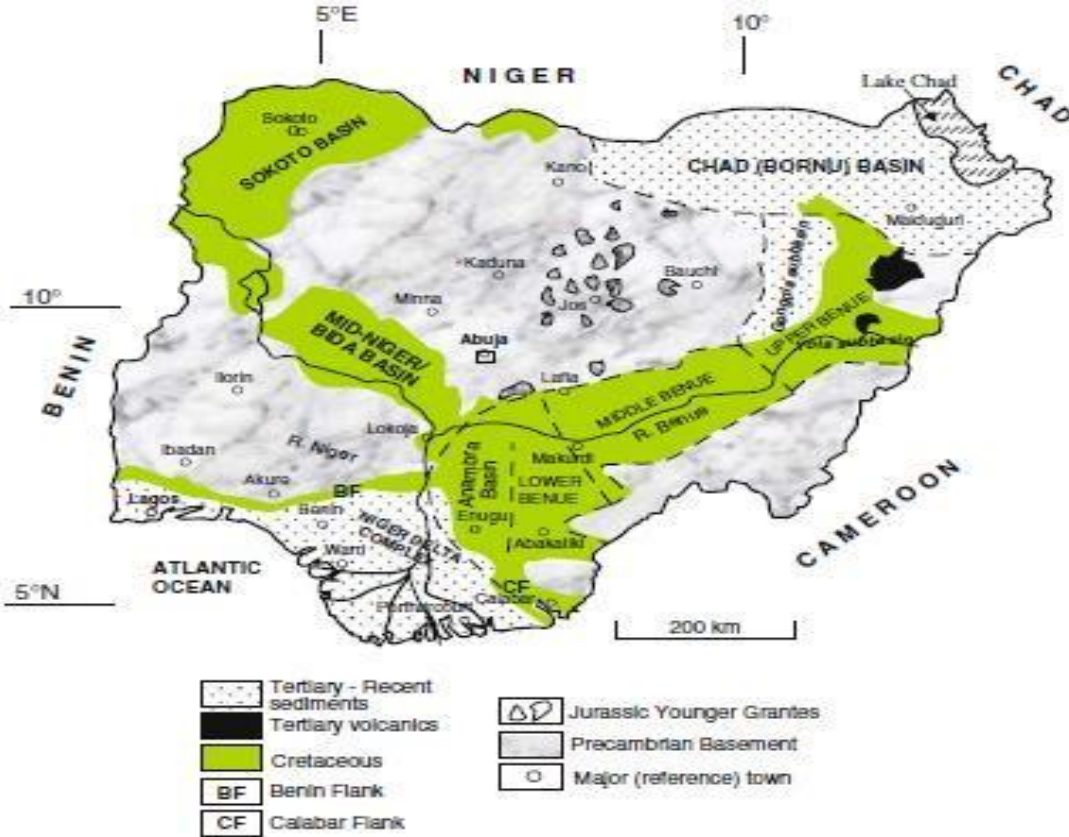 5°E
10°
NIGER
CHAD
Lake Chad
Sokoto
SOKOTO BASIN
Kano
CHAD (BORNU) BASIN
Maiduguri
Kaduna
Bauchi
10°
Minna
Jos
MID-NIGER/
BIDA BASIN
Abuja
UPPER BENUE
BENIN
Ilorin
Lafia
MIDDLE BENUE
R. Benue
Lokoja
R. Niger
Ibadan
Makurdi
Anambra
Basin
LOWER
BENUE
Akure
BF
Lagos
Benin
Enugu
NIGER DELTA
Warri
Abakaliki
CAMEROON
ATLANTIC
OCEAN
CF
Calabar
5°N
200 km
Tertiary - Recent
sediments
Tertiary volcanics
Cretaceous
BF
Benin Flank
CF
Calabar Flank
Jurassic Younger Grantes
Precambrian Basement
Major (reference) town